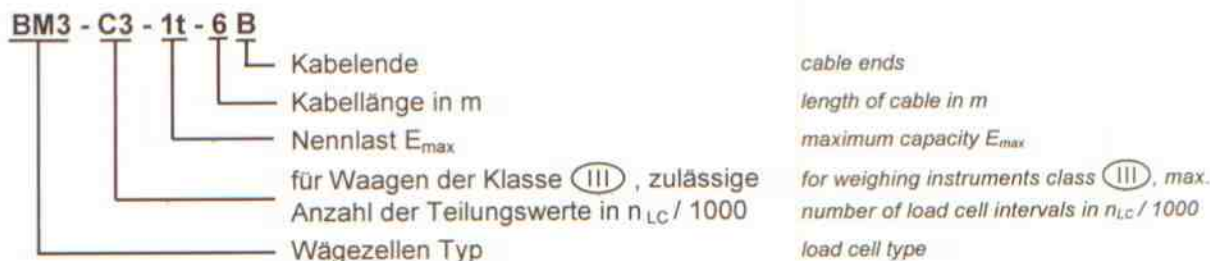 BM3 - C3 - 1t - 6 B
Kabelende cable ends
Kabellänge in m length of cable in m
Nennlast Emax maximum capacity Emax
für Waagen der Klasse III , zulässige for weighing instruments class III, max.
Anzahl der Teilungswerte in nLC / 1000 number of load cell intervals in nLC / 1000
Wägezellen Typ load cell type